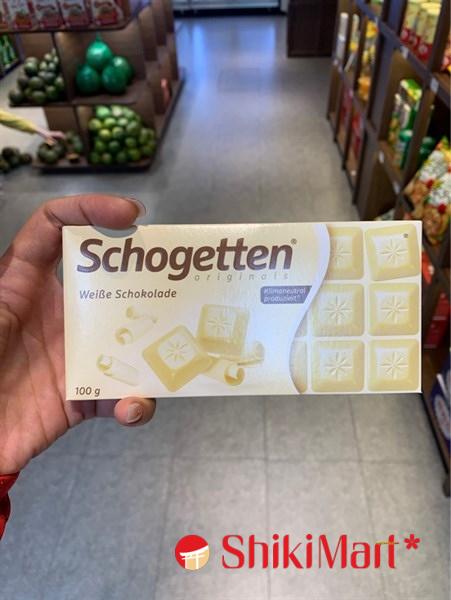 Schogetten®
originals
Weiße Schokolade
Klimaneutral
produziert
100 g
ShikiMart*